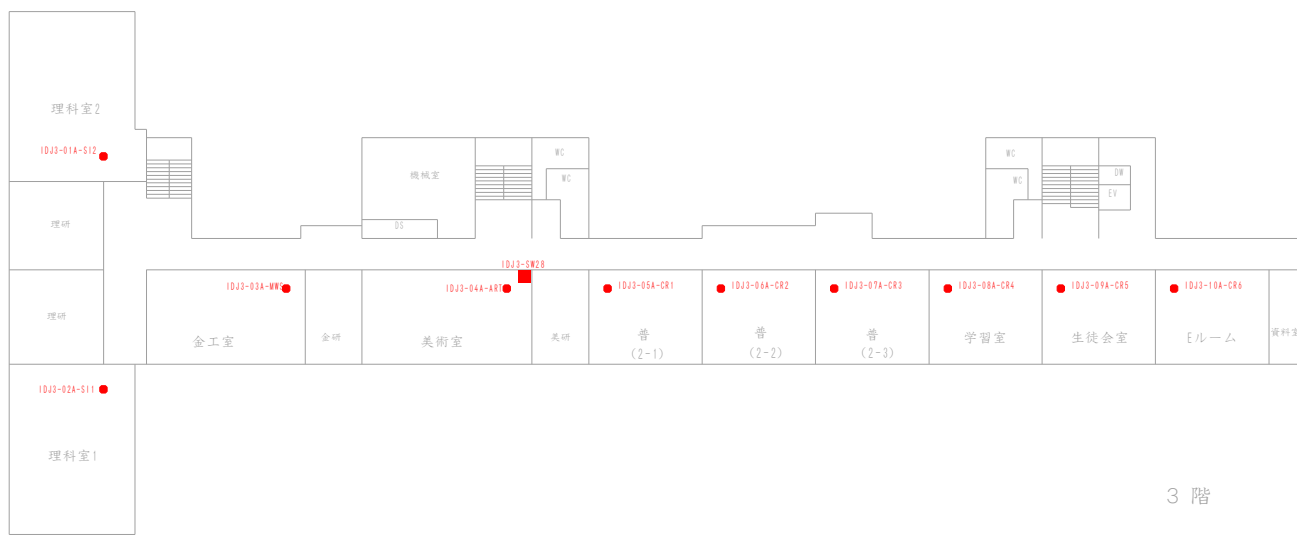 理科室2
IDJ3-01A-SI2
WC
WC
機械室
WC
WC
DW
EV
理研
DS
IDJ3-SW28
IDJ3-03A-MWS
IDJ3-04A-ART
IDJ3-05A-CR1
IDJ3-06A-CR2
IDJ3-07A-CR3
IDJ3-08A-CR4
IDJ3-09A-CR5
IDJ3-10A-CR6
理研
金工室
金研
美術室
美研
普
(2-1)
普
(2-2)
普
(2-3)
学習室
生徒会室
Eルーム
資料室
IDJ3-02A-SI1
理科室1
3 階